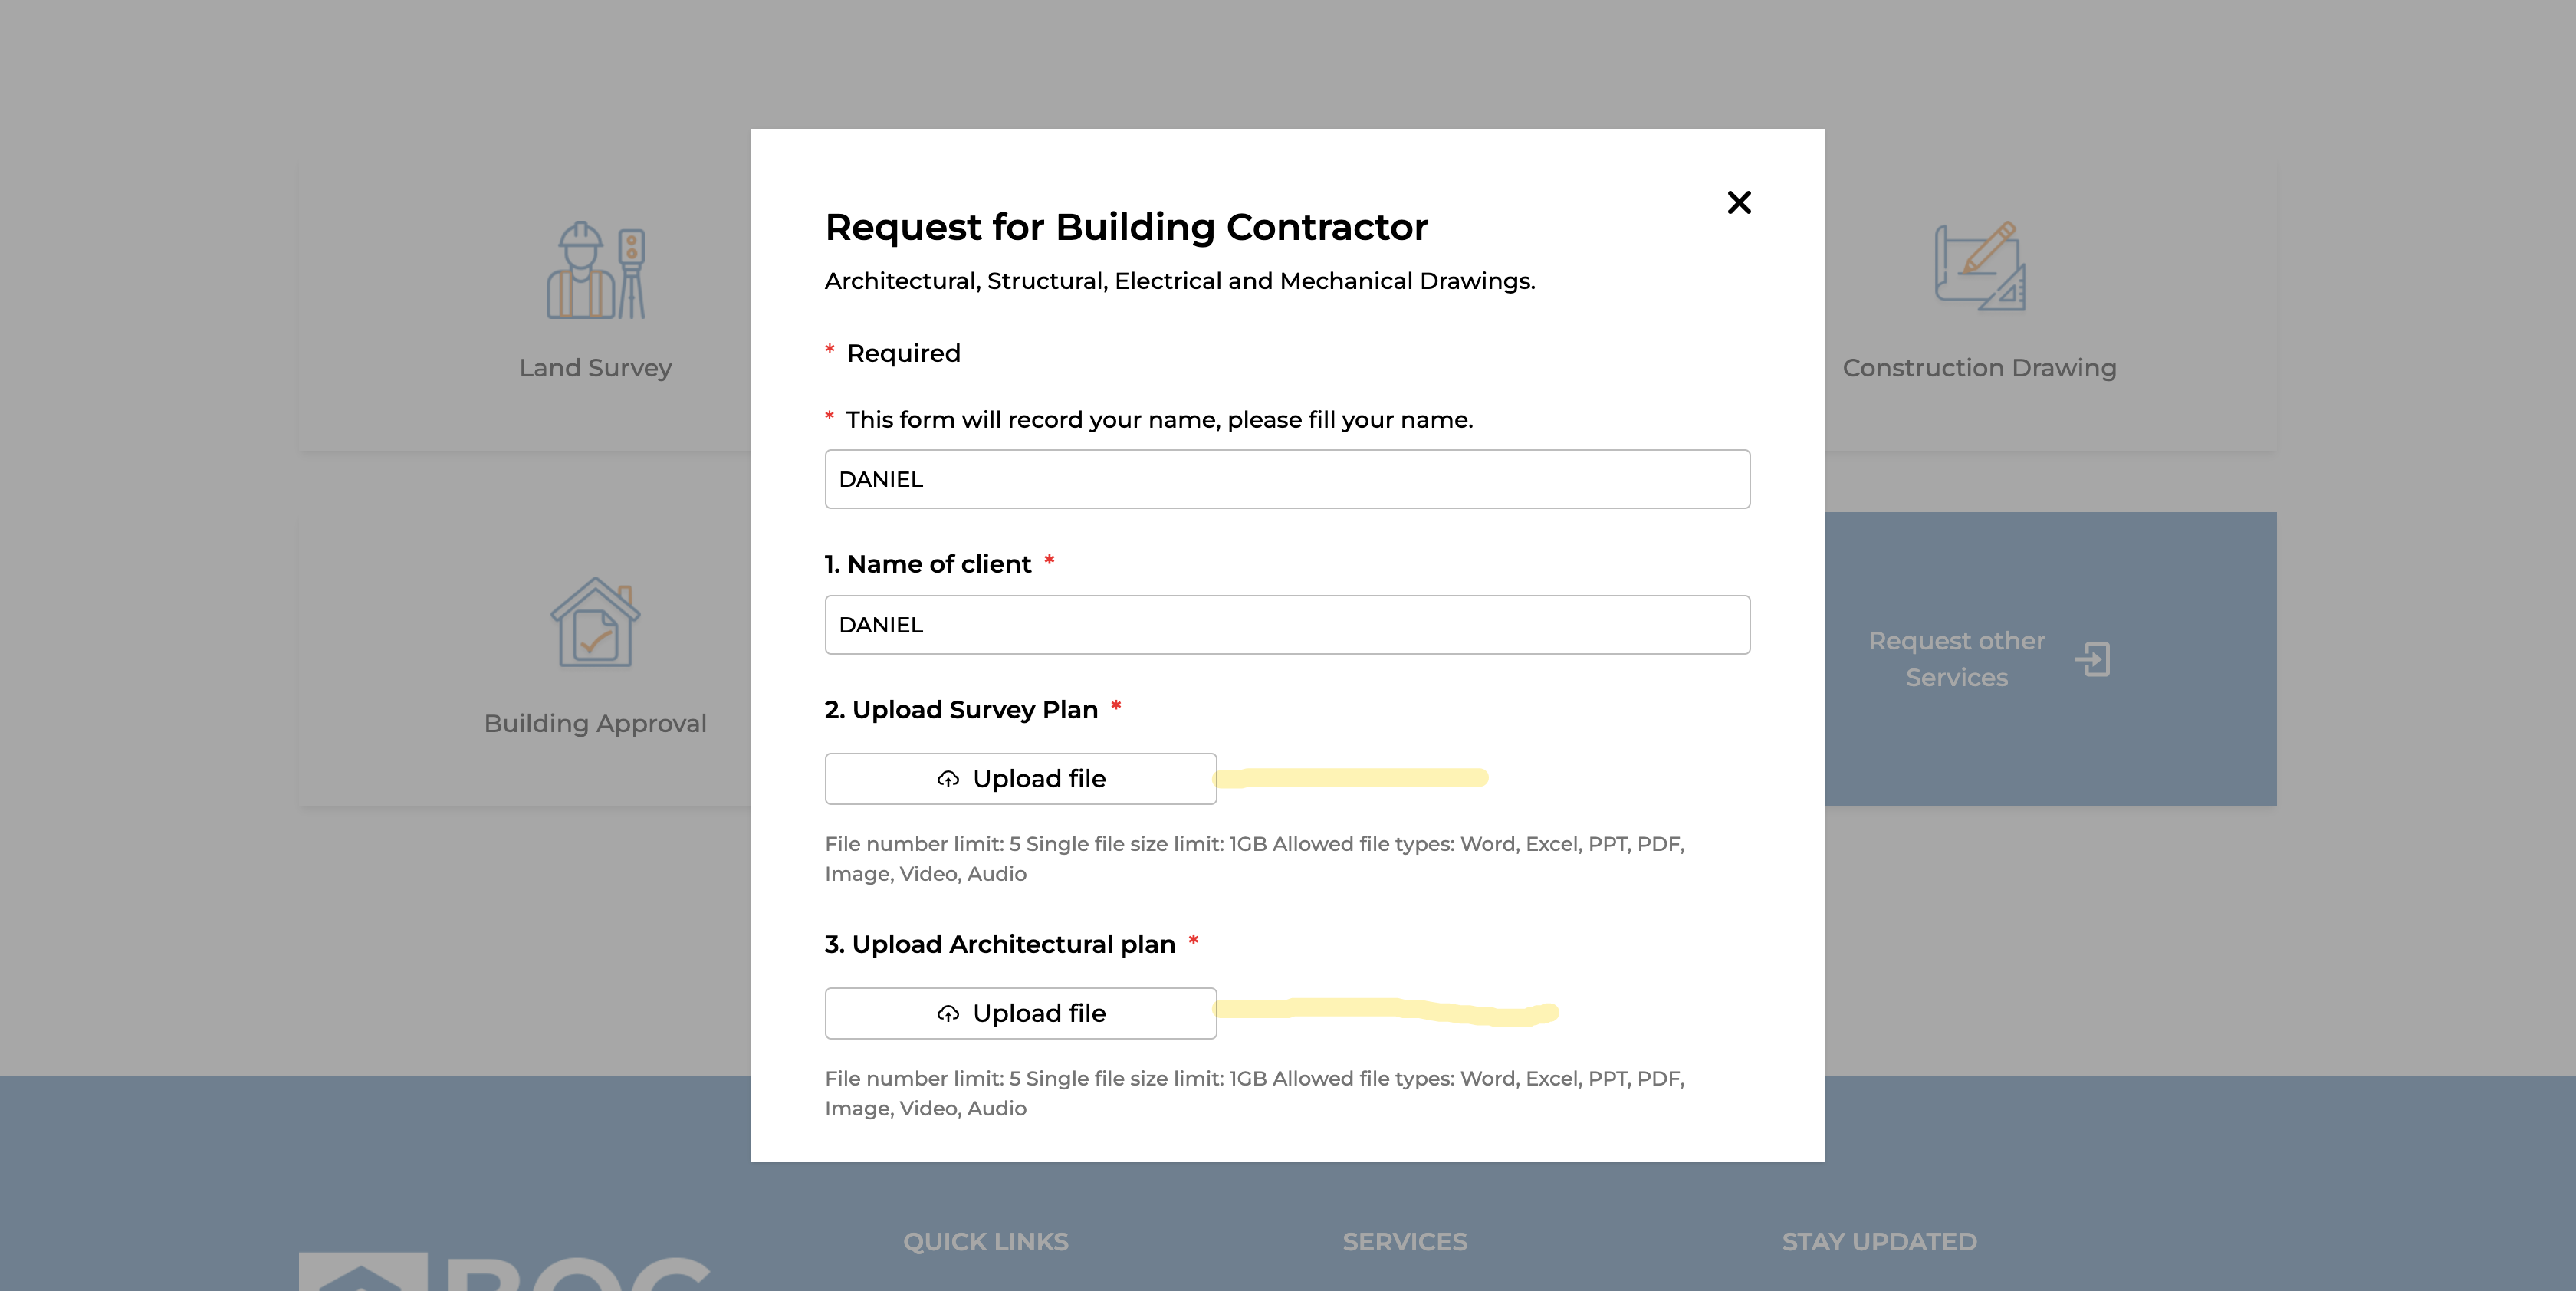 Request for Building Contractor
Architectural, Structural, Electrical and Mechanical Drawings.
* Required
* This form will record your name, please fill your name.
DANIEL
1. Name of client *
DANIEL
2. Upload Survey Plan *
Upload file
File number limit: 5 Single file size limit: 1GB Allowed file types: Word, Excel, PPT, PDF,
Image, Video, Audio
3. Upload Architectural plan *
Upload file
File number limit: 5 Single file size limit: 1GB Allowed file types: Word, Excel, PPT, PDF,
Image, Video, Audio
Land Survey
Construction Drawing
Building Approval
Request other
Services
QUICK LINKS
SERVICES
STAY UPDATED